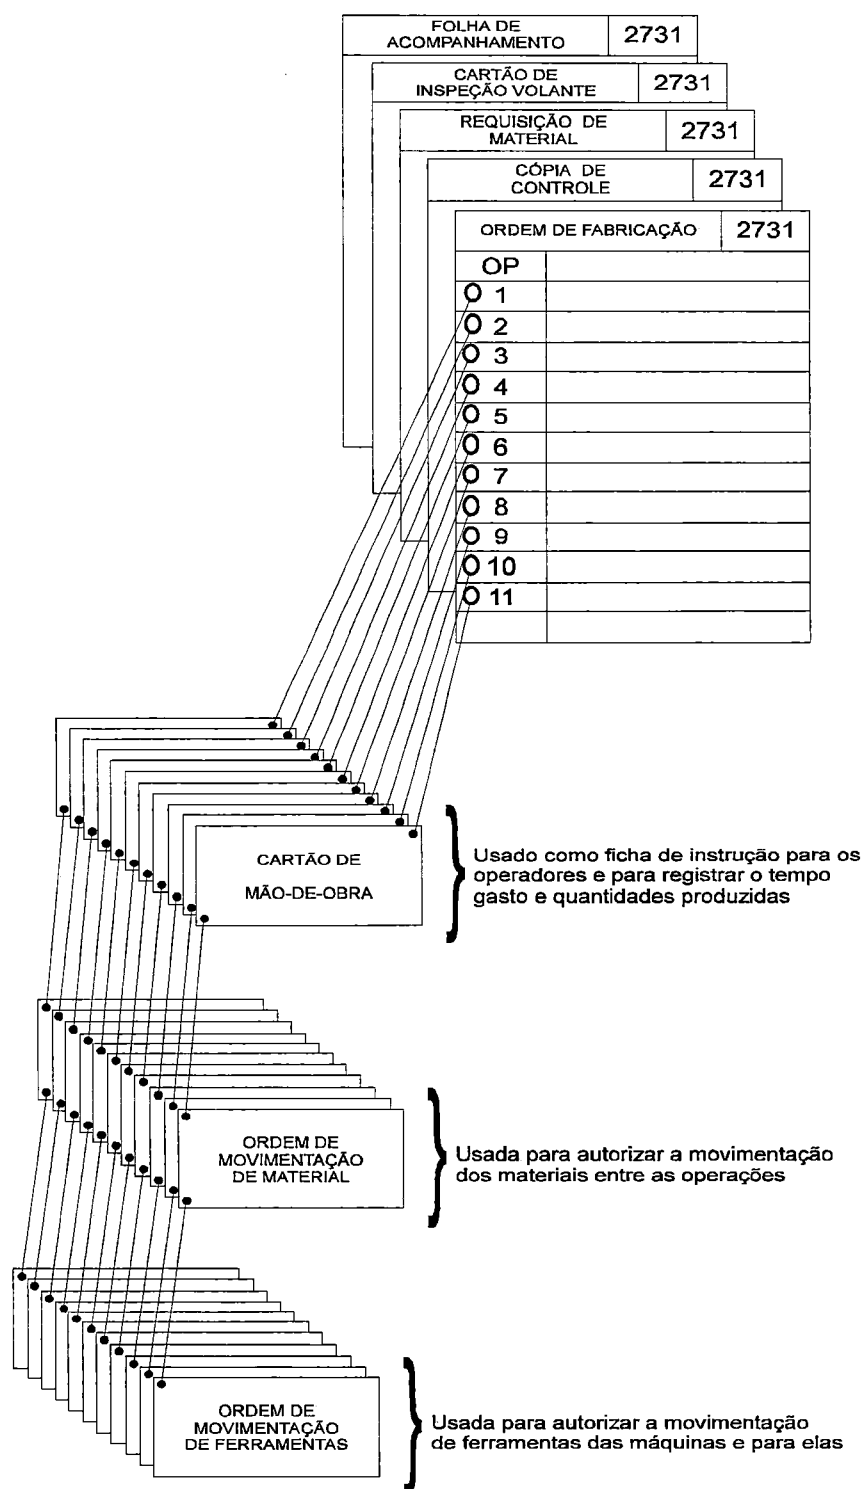 FOLHA DE
ACOMPANHAMENTO
2731
CARTÃO DE
INSPEÇÃO VOLANTE
2731
REQUISIÇÃO DE
MATERIAL
2731
CÓPIA DE
CONTROLE
2731
ORDEM DE FABRICAÇÃO
2731
OP
1
2
3
4
5
6
7
8
9
10
11
CARTÃO DE
MÃO-DE-OBRA
Usado como ficha de instrução para os
operadores e para registrar o tempo
gasto e quantidades produzidas
ORDEM DE
MOVIMENTAÇÃO
DE MATERIAL
Usada para autorizar a movimentação
dos materiais entre as operações
ORDEM DE
MOVIMENTAÇÃO
DE FERRAMENTAS
Usada para autorizar a movimentação
de ferramentas das máquinas e para elas